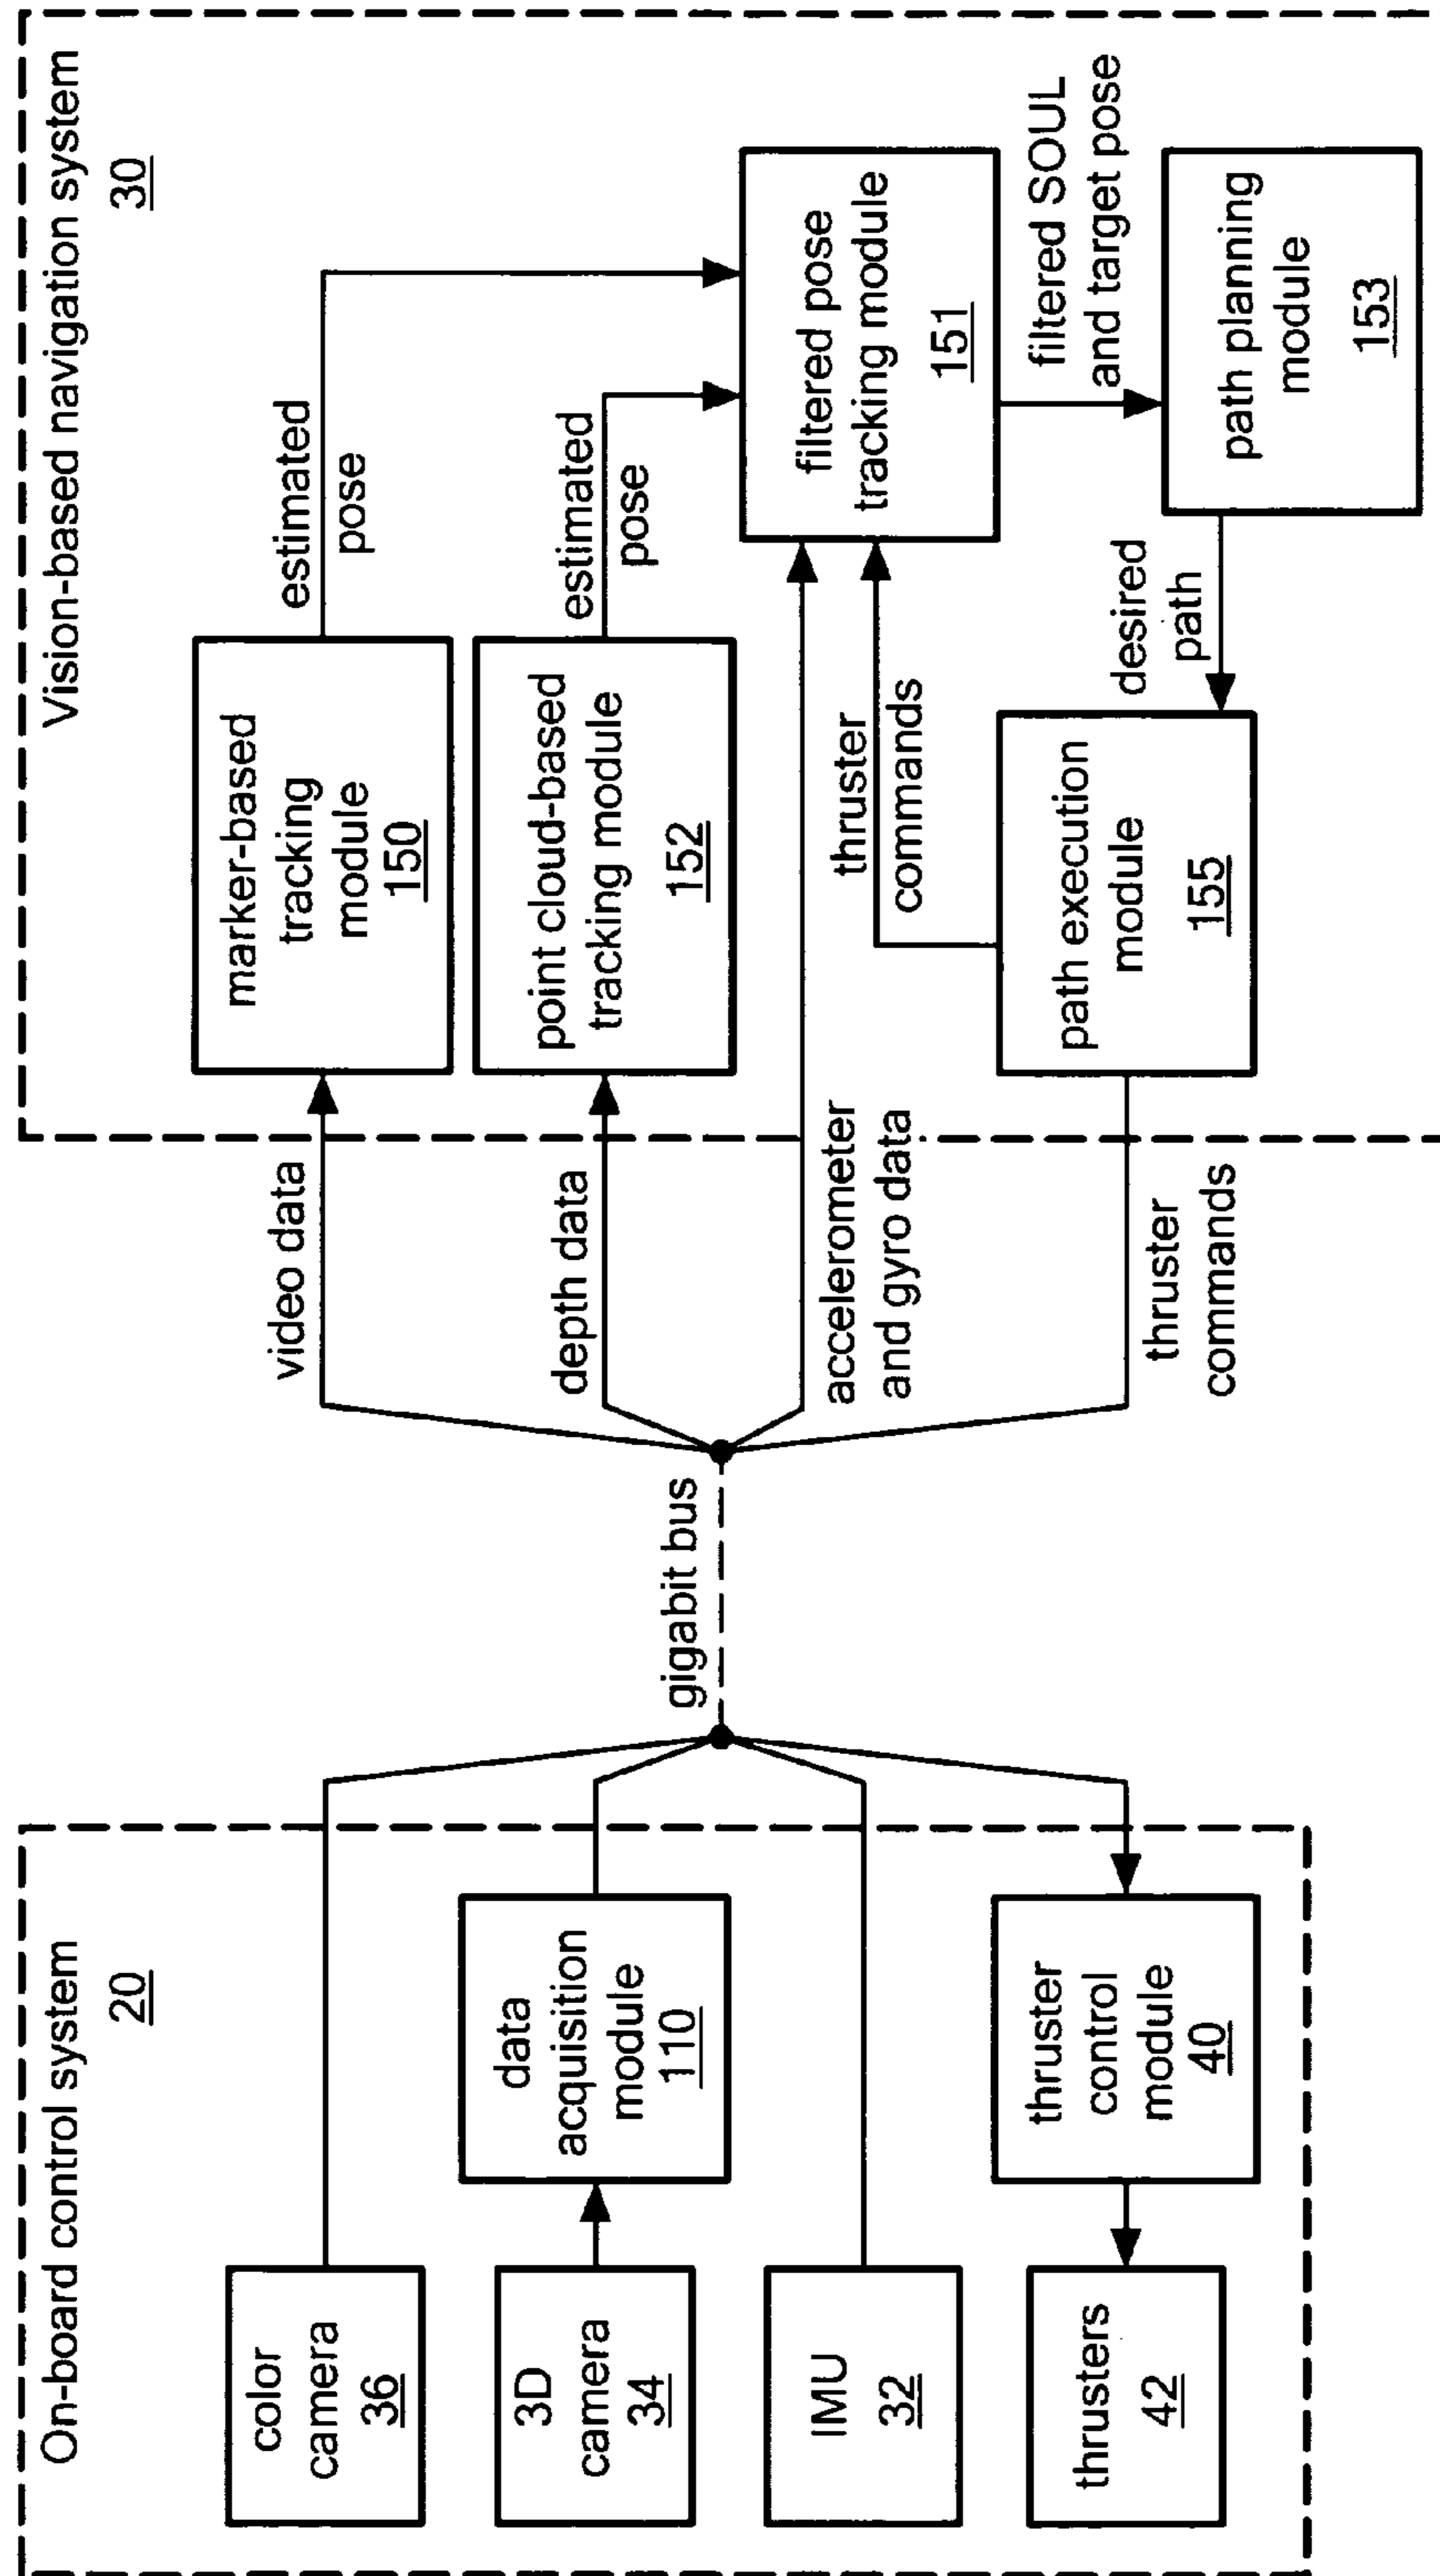 On-board control system
20
color
camera
36
3D
camera
34
data
acquisition
module
110
IMU
32
thrusters
42
thruster
control
module
40
gigabit bus
video data
depth data
accelerometer
and gyro data
thruster
commands
Vision-based navigation system
30
marker-based
tracking
module
150
estimated
pose
point cloud-based
tracking module
152
estimated
pose
filtered pose
tracking module
151
thruster
commands
filtered SOUL
and target pose
path execution
module
155
desired
path
path planning
module
153